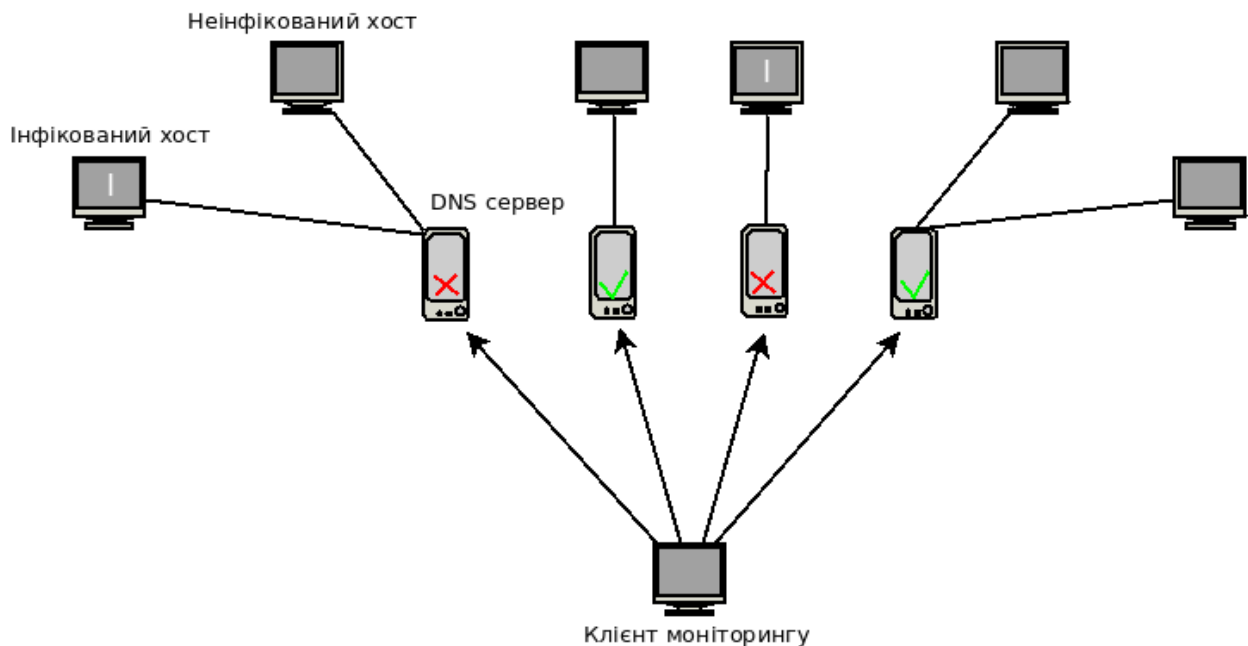 Неінфікований хост
Інфікований хост
I
I
DNS сервер
Клієнт моніторингу